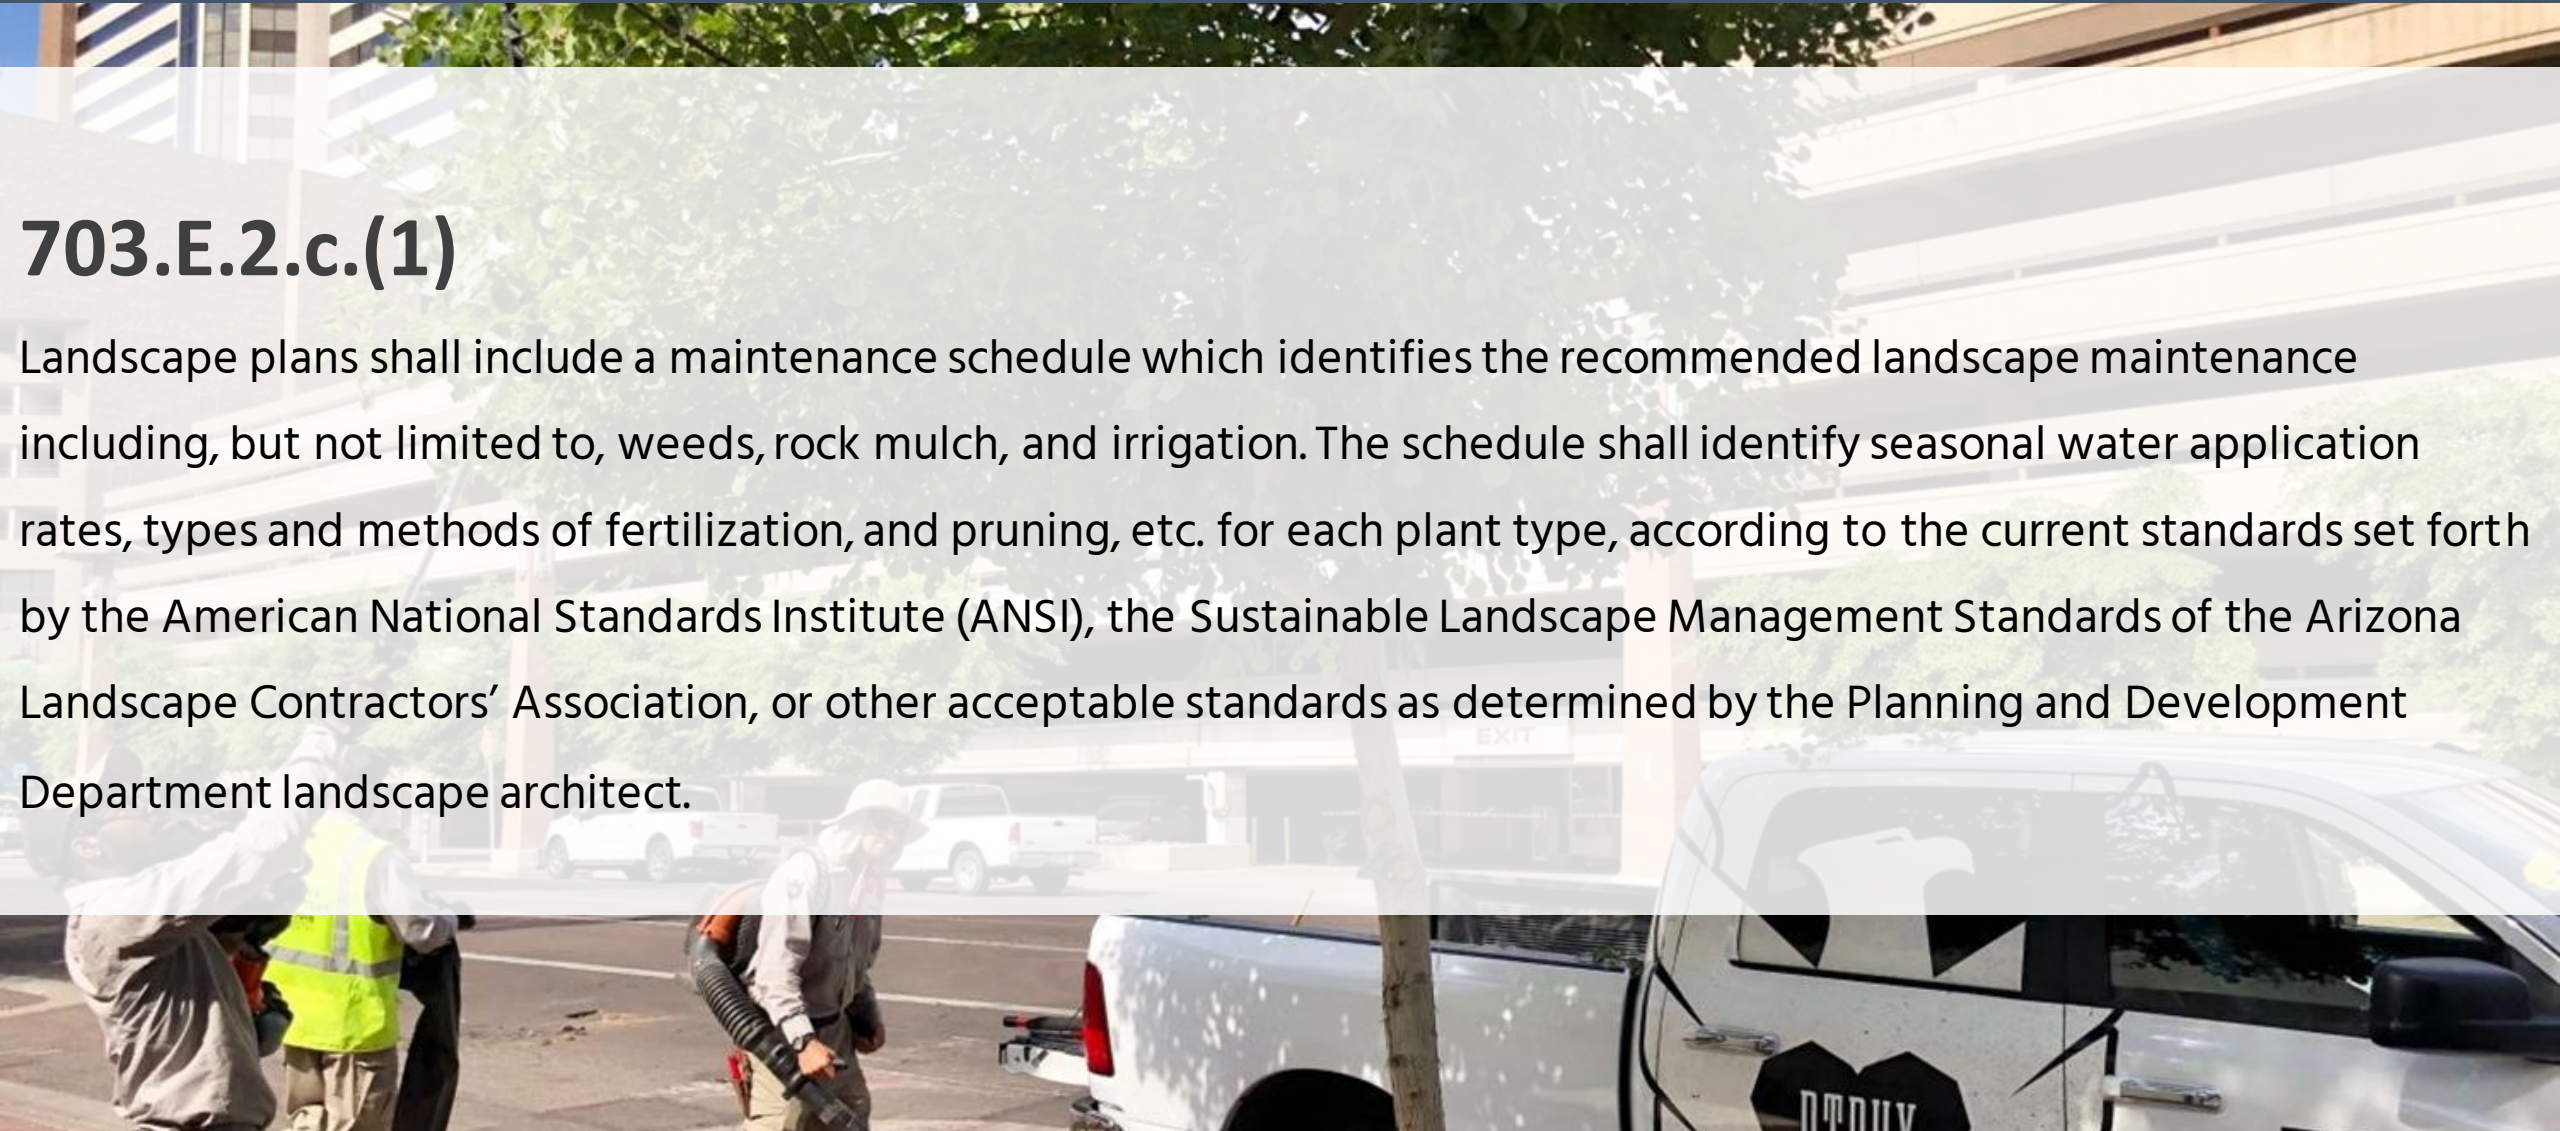 703.E.2.c.(1)
Landscape plans shall include a maintenance schedule which identifies the recommended landscape maintenance
including, but not limited to, weeds, rock mulch, and irrigation. The schedule shall identify seasonal water application
rates, types and methods of fertilization, and pruning, etc. for each plant type, according to the current standards set forth
by the American National Standards Institute (ANSI), the Sustainable Landscape Management Standards of the Arizona
Landscape Contractors’ Association, or other acceptable standards as determined by the Planning and Development
Department landscape architect.
EXIT
DTPHX